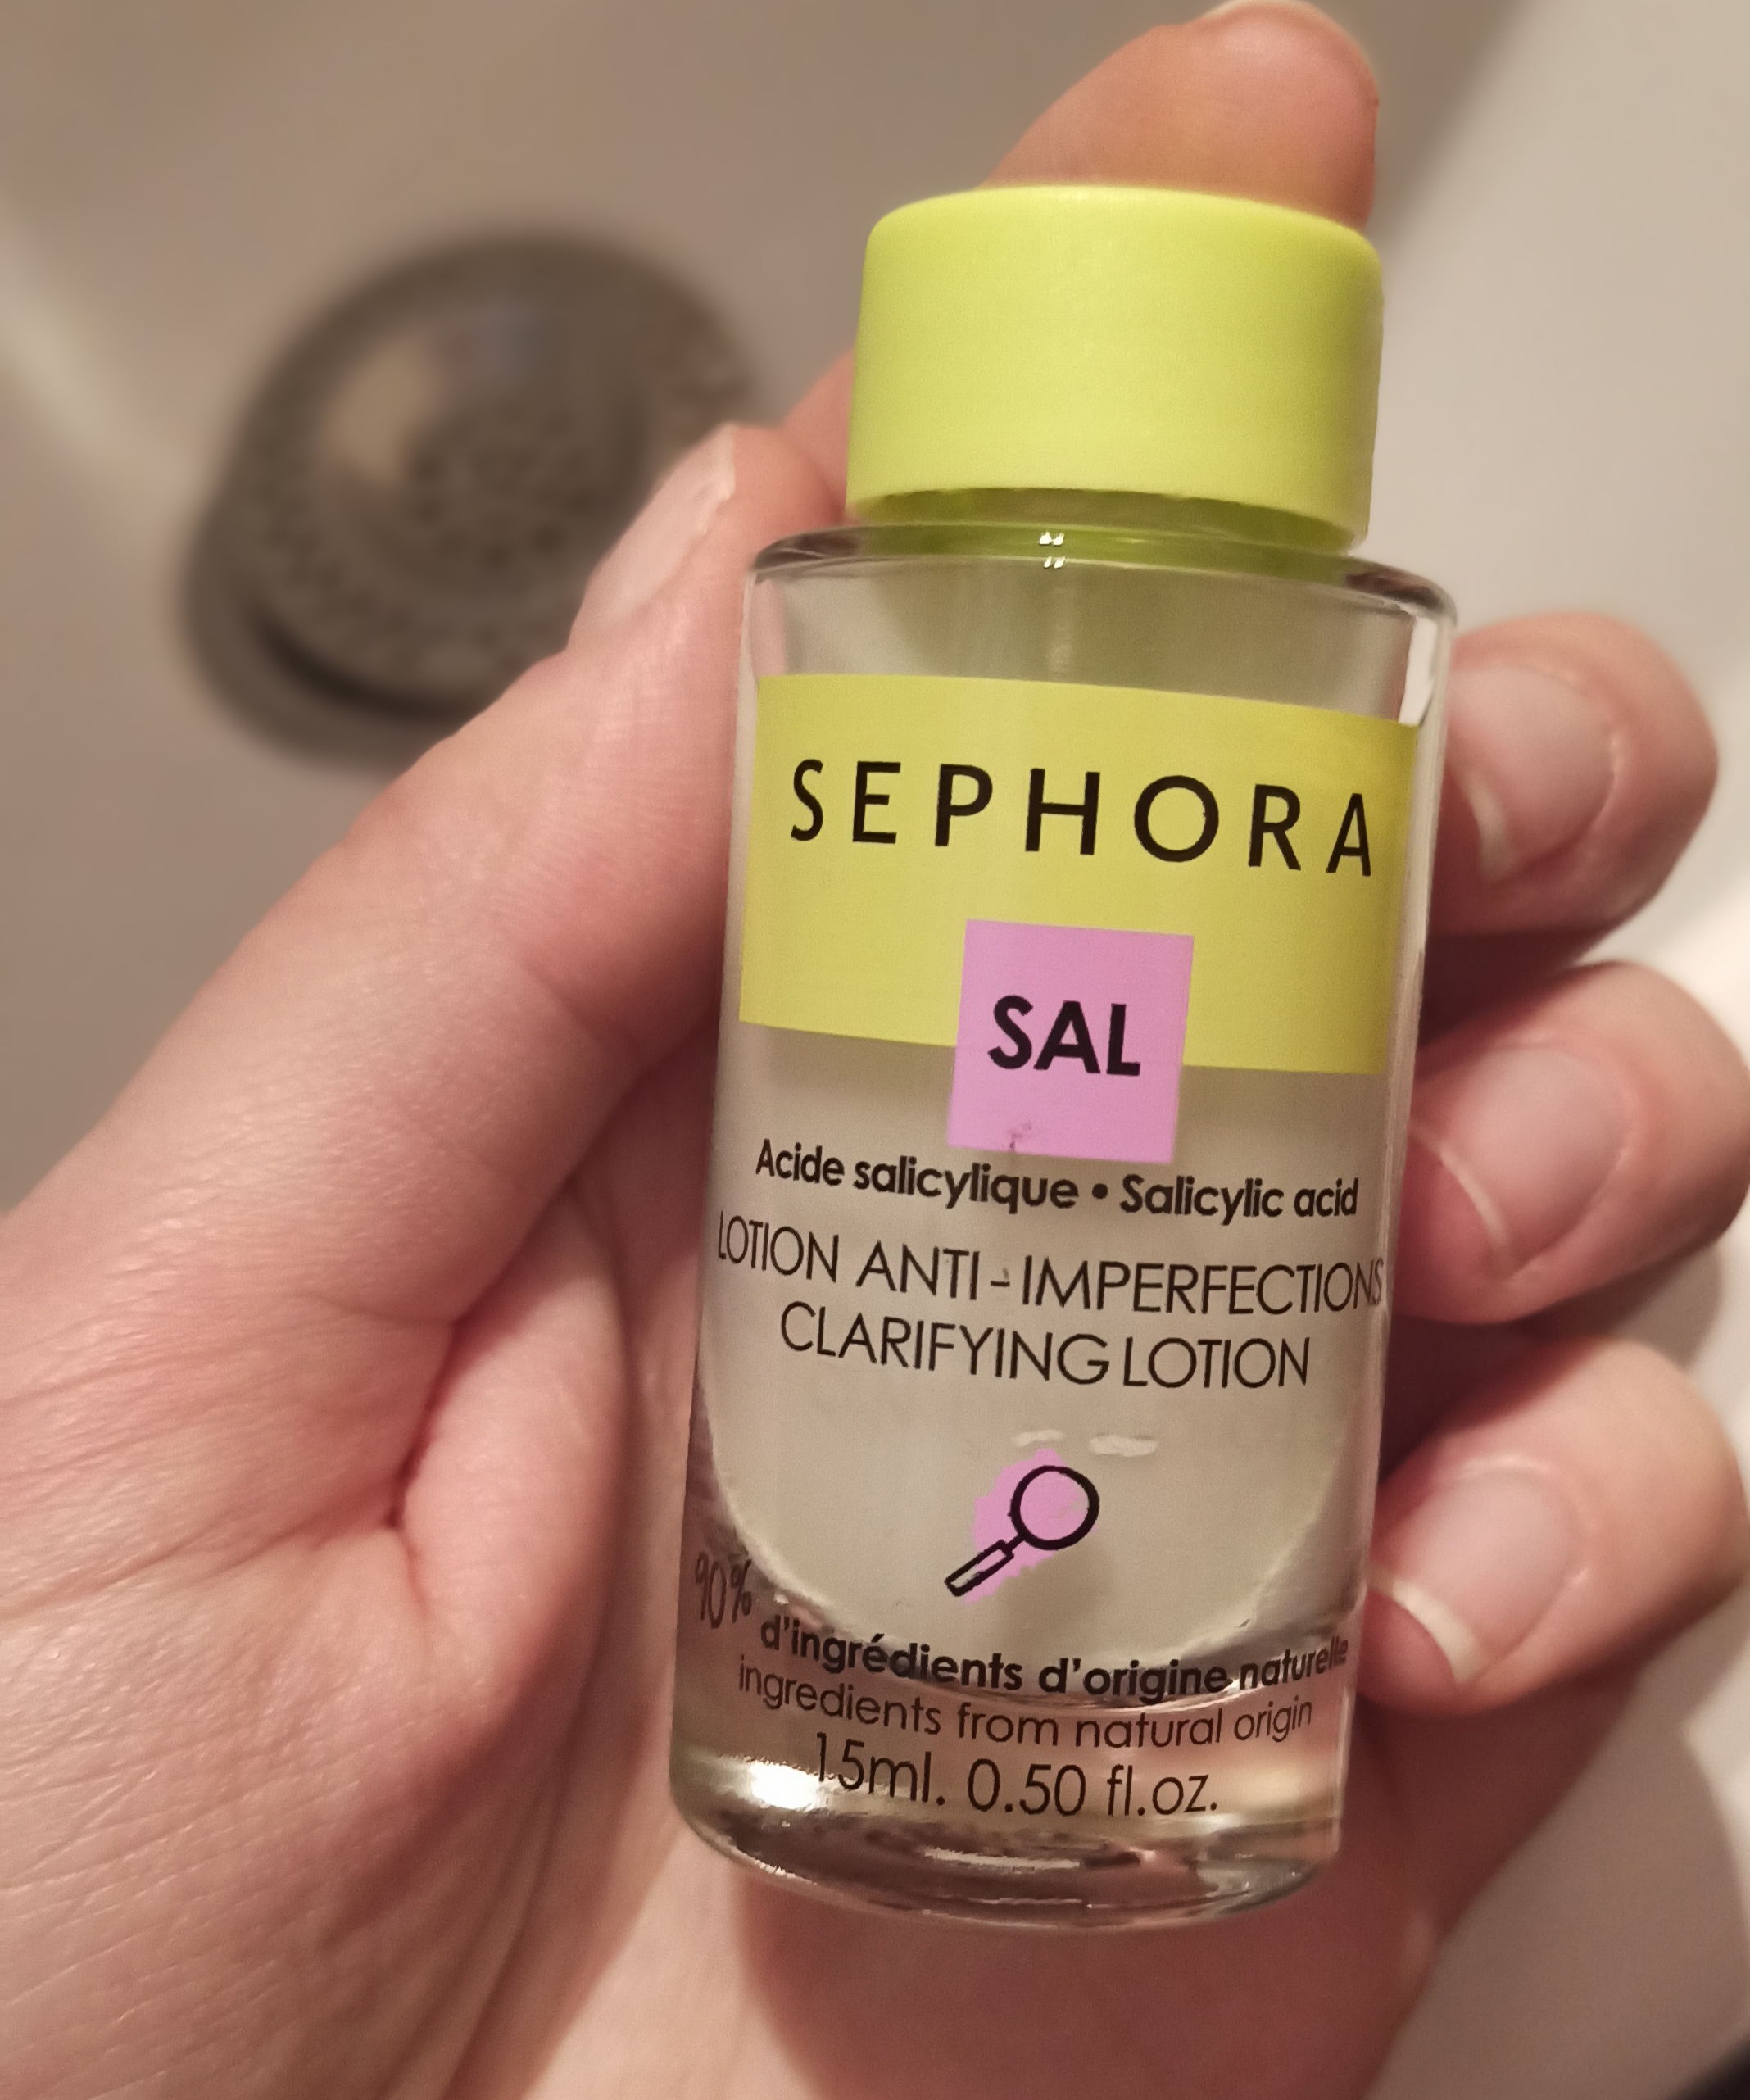 SEPHORA
SAL
Acide salicylique • Salicylic acid
LOTION ANTI-IMPERFECTIONS
CLARIFYING LOTION
90%
d'ingrédients d'origine naturelle
ingredients from natural origin
15ml. 0.50 fl.oz.